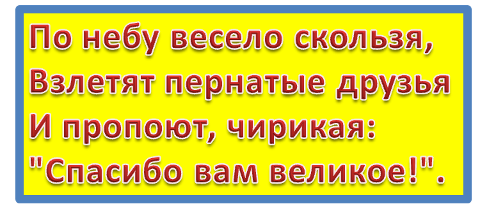 По небу весело скользя,
Взлетят пернатые друзья
И пропоют, чирикая:
"Спасибо вам великое!".